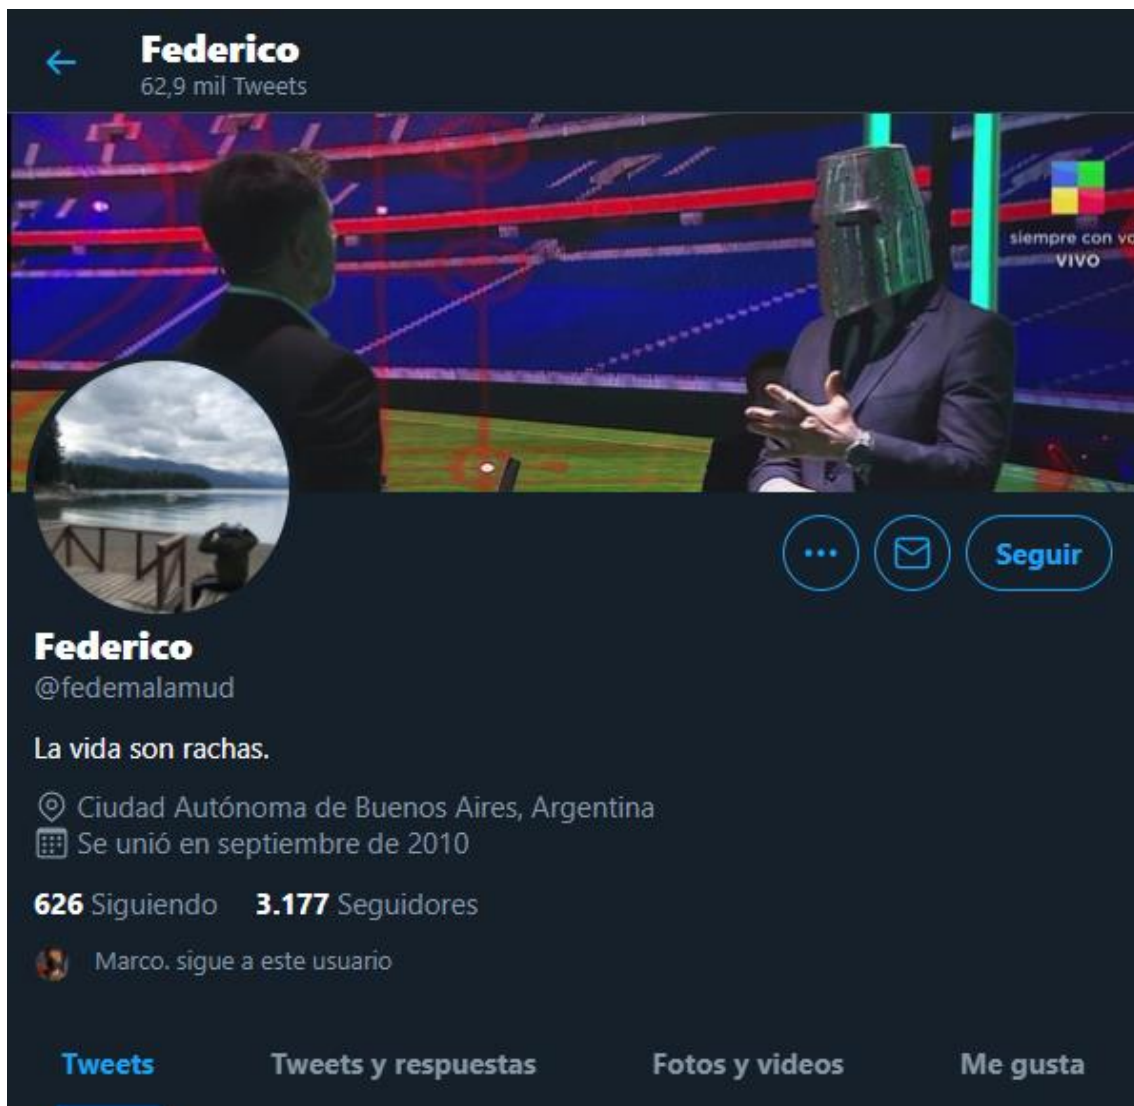 Federico
62,9 mil Tweets
siempre con
VIVO
Seguir
Federico
@fedemalamud
La vida son rachas.
Ciudad Autónoma de Buenos Aires, Argentina
Se unió en septiembre de 2010
626 Siguiendo 3.177 Seguidores
Marco. sigue a este usuario
Tweets Tweets y respuestas Fotos y videos Me gusta